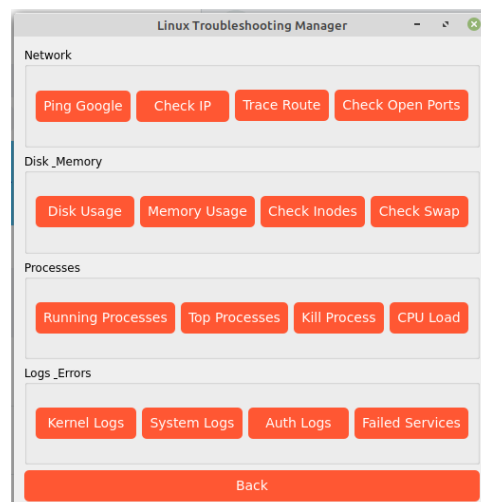 Linux Troubleshooting Manager
Network
Ping Google Check IP Trace Route Check Open Ports
Disk _Memory
Disk Usage Memory Usage Check Inodes Check Swap
Processes
Running Processes Top Processes Kill Process CPU Load
Logs _Errors
Kernel Logs System Logs Auth Logs Failed Services
Back